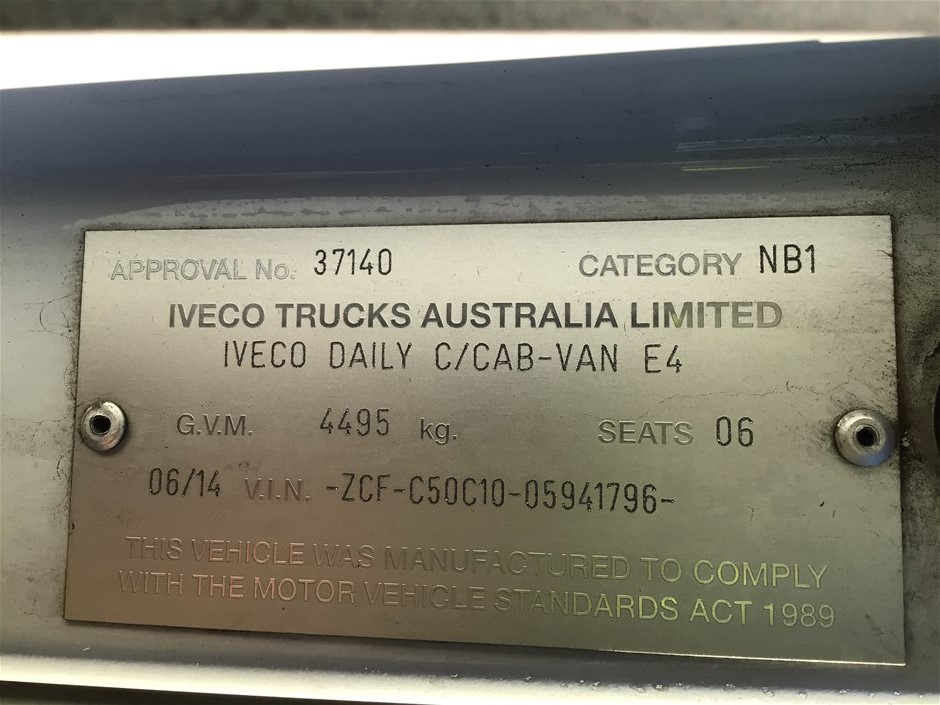 APPROVAL No. 37140 CATEGORY NB1
IVECO TRUCKS AUSTRALIA LIMITED
IVECO DAILY C/CAB-VAN E4
G.V.M. 4495 kg. SEATS 06
06/14 V.I.N. -ZCF-C50C10-05941796-
THIS VEHICLE WAS MANUFACTURED TO COMPLY
WITH THE MOTOR VEHICLE STANDARDS ACT 1989